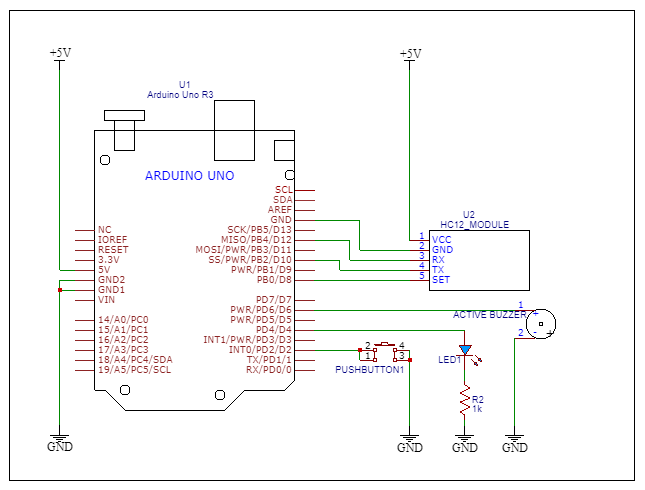 +5V
+5V
U1
Arduino Uno R3
ARDUINO UNO
SCL
SDA
AREF
GND
NC
SCK/PB5/D13
IOREF
MISO/PB4/D12
RESET
MOSI/PWR/PB3/D11
3.3V
SS/PWR/PB2/D10
5V
PWR/PB1/D9
GND2
PB0/D8
GND1
VIN
PD7/D7
PWR/PD6/D6
14/A0/PC0
PWR/PD5/D5
15/A1/PC1
PD4/D4
16/A2/PC2
INT1/PWR/PD3/D3
17/A3/PC3
INT0/PD2/D2
18/A4/PC4/SDA
TX/PD1/1
19/A5/PC5/SCL
RX/PD0/0
U2
HC12_MODULE
1 VCC
2 GND
3 RX
4 TX
5 SET
1
+
ACTIVE BUZZER
2 - +
2 4
1 3
PUSHBUTTON1
LED1
R2
1k
GND
GND
GND
GND